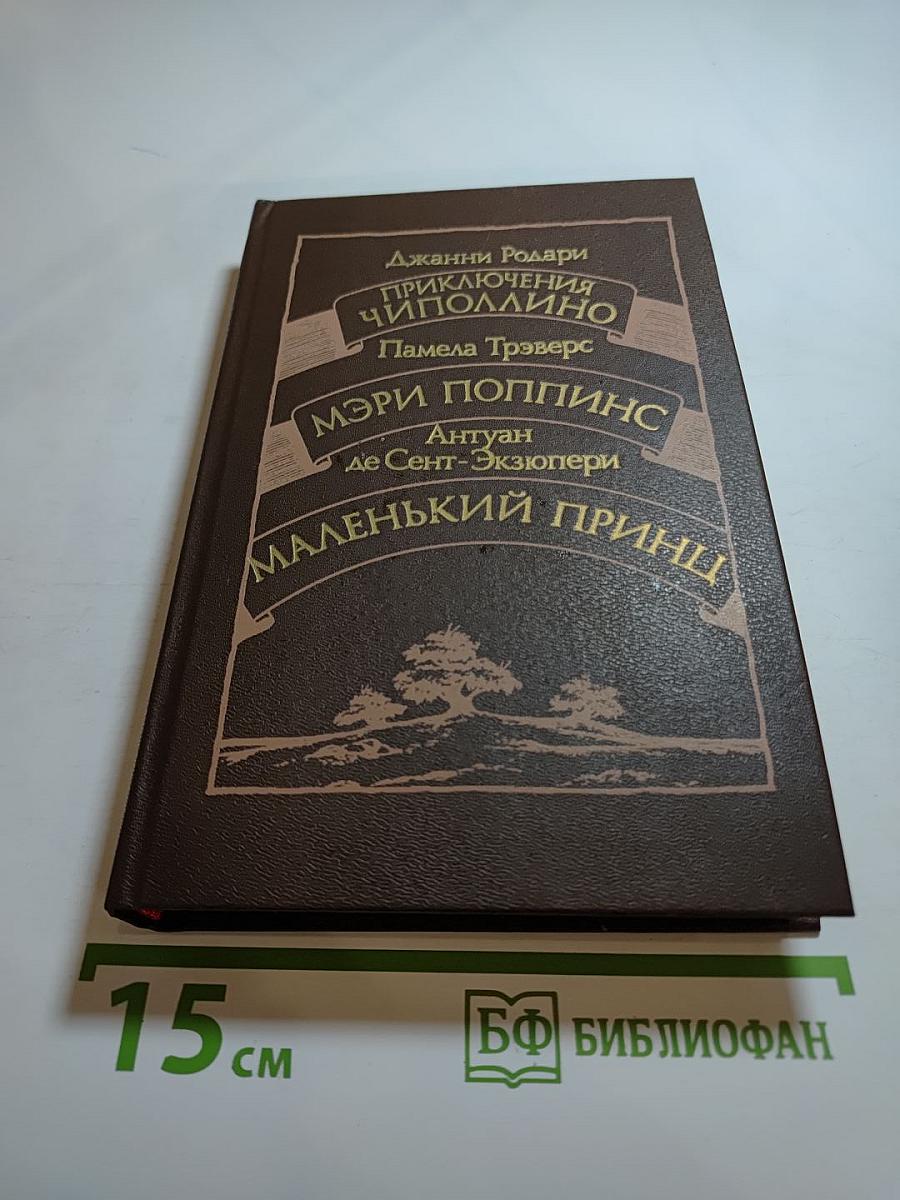 Джанни Родари
ПРИКЛЮЧЕНИЯ
ЧИПОЛЛИНО
Памела Трэверс
МЭРИ ПОППИНС
Антуан
де Сент-Экзюпери
МАЛЕНЬКИЙ ПРИНЦ
15 см
БФ БИБЛИОФАН